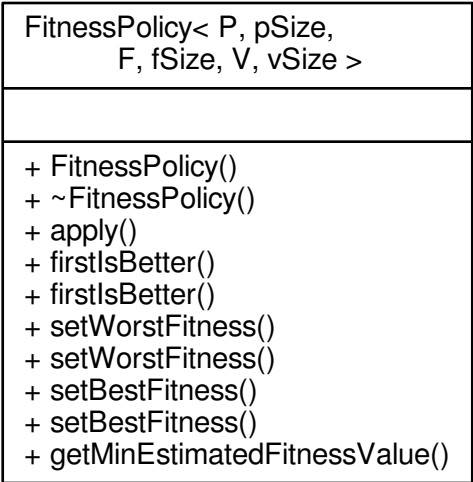 FitnessPolicy< P, pSize,
F, fSize, V, vSize >
+ FitnessPolicy()
+ ~FitnessPolicy()
+ apply()
+ firstIsBetter()
+ firstIsBetter()
+ setWorstFitness()
+ setWorstFitness()
+ setBestFitness()
+ setBestFitness()
+ getMinEstimatedFitnessValue()